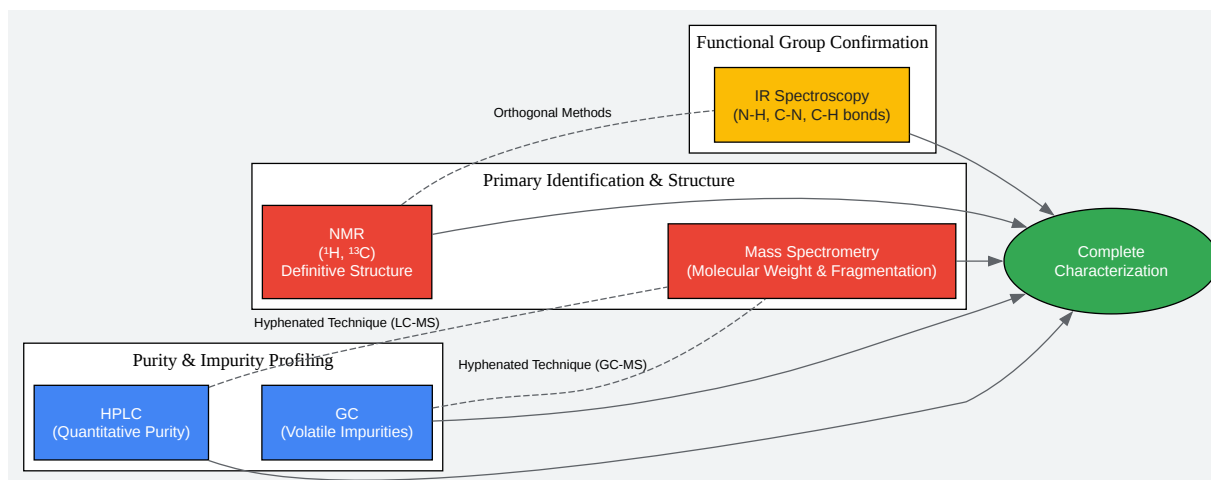 Functional Group Confirmation
IR Spectroscopy
(N-H, C-N, C-H bonds)
Orthogonal Methods
Primary Identification & Structure
NMR
(¹H, ¹³C)
Definitive Structure
Mass Spectrometry
(Molecular Weight & Fragmentation)
Complete
Characterization
Hyphenated Technique (LC-MS)
Hyphenated Technique (GC-MS)
Purity & Impurity Profiling
HPLC
(Quantitative Purity)
GC
(Volatile Impurities)